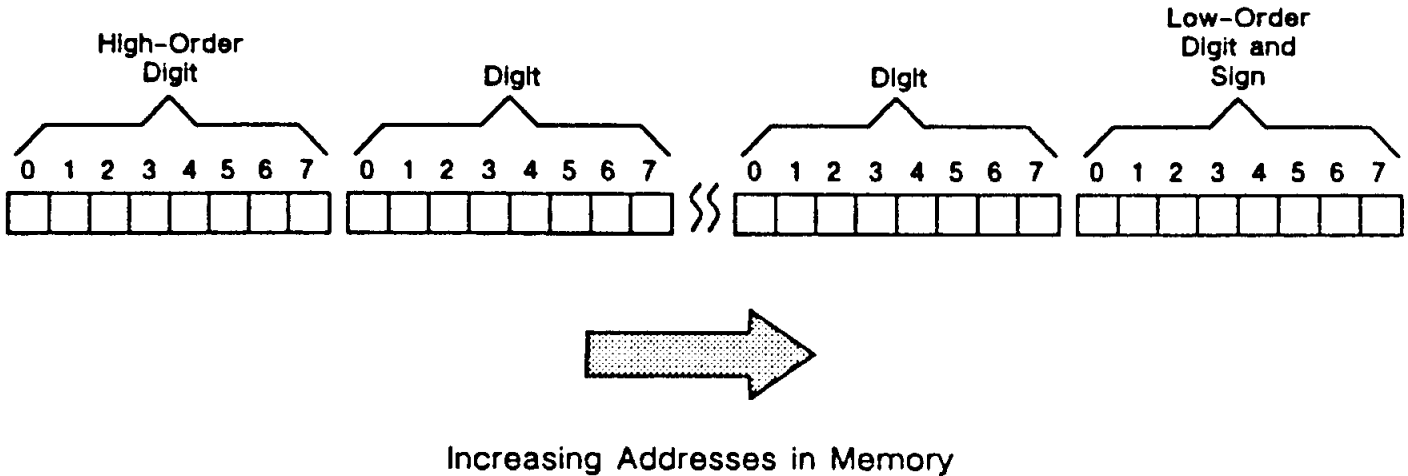 High-Order
Digit
Digit
Digit
Low-Order
Digit and
Sign
0 1 2 3 4 5 6 7 0 1 2 3 4 5 6 7 0 1 2 3 4 5 6 7 0 1 2 3 4 5 6 7
Increasing Addresses in Memory